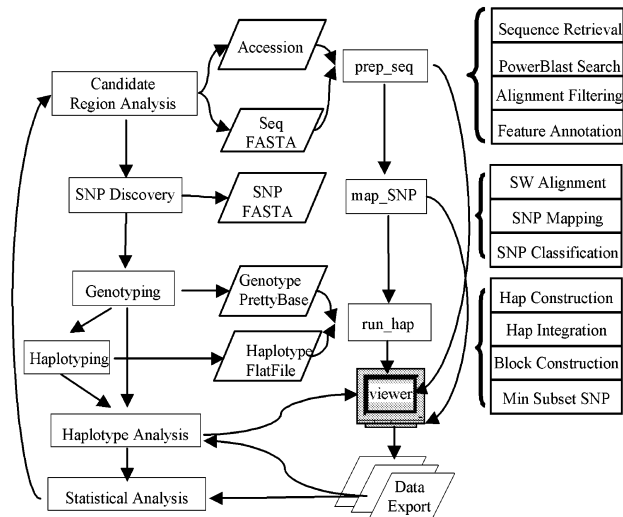 Accession
Sequence Retrieval
PowerBlast Search
Alignment Filtering
Feature Annotation
prep_seq
Candidate
Region Analysis
Seq
FASTA
SNP Discovery
SNP
FASTA
map_SNP
SW Alignment
SNP Mapping
SNP Classification
Genotyping
Genotype
PrettyBase
run_hap
Hap Construction
Hap Integration
Block Construction
Min Subset SNP
Haplotyping
Haplotype
FlatFile
viewer
Haplotype Analysis
Statistical Analysis
Data
Export